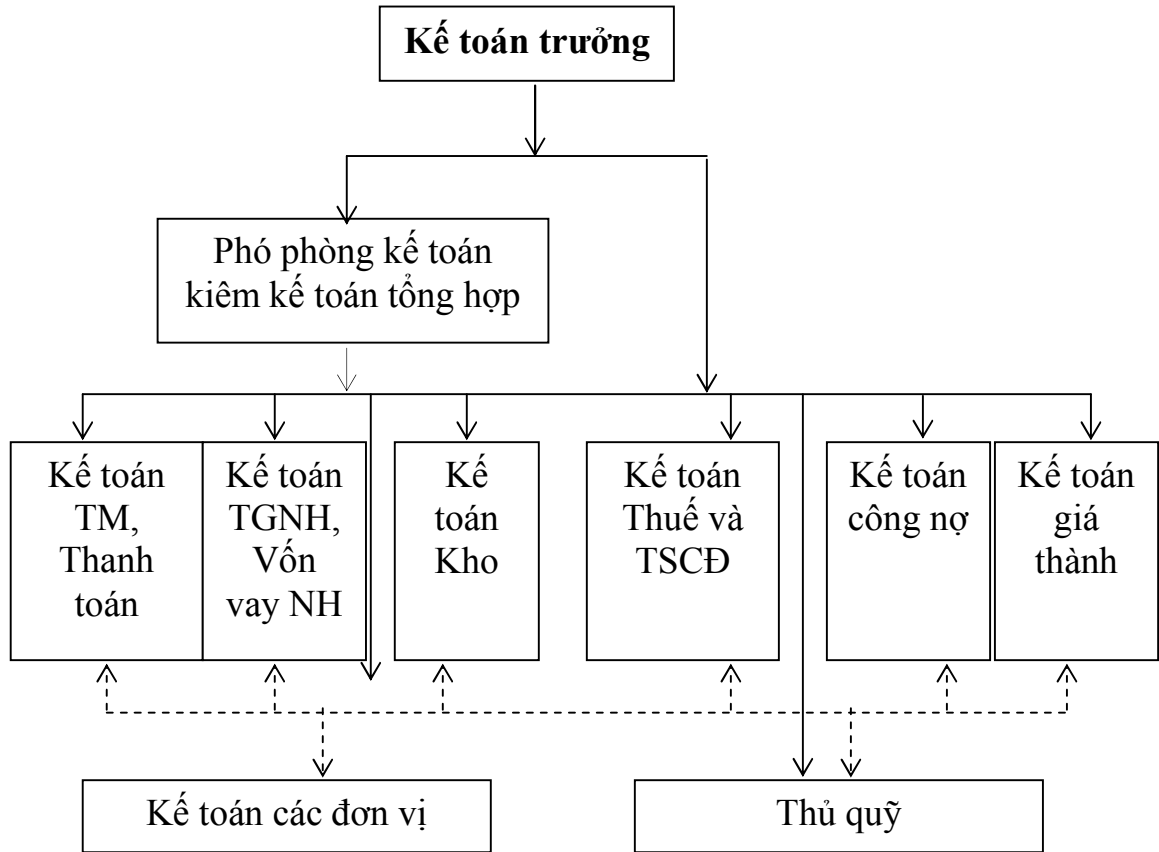 Kế toán trưởng
Phó phòng kế toán
kiêm kế toán tổng hợp
Kế toán
TM,
Thanh
toán
Kế toán
TGNH,
Vốn
vay NH
Kế
toán
Kho
Kế toán
Thuế và
TSCĐ
Kế toán
công nợ
Kế toán
giá
thành
Kế toán các đơn vị
Thủ quỹ